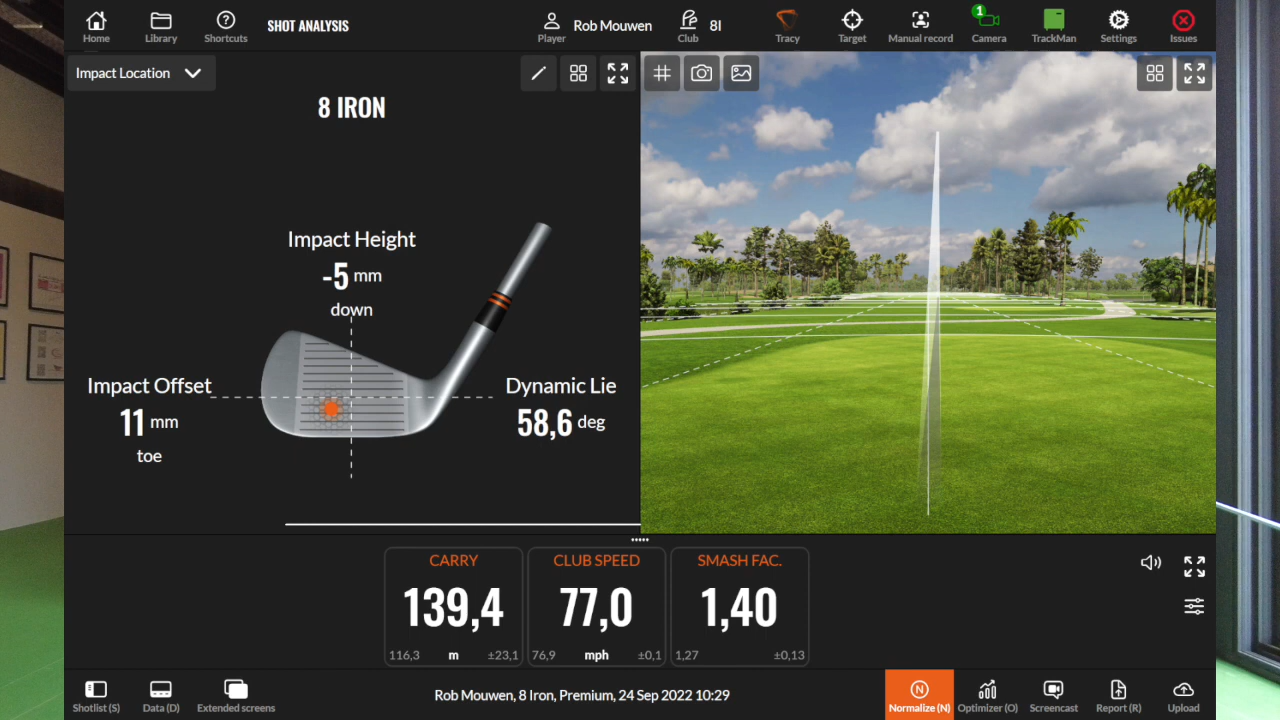 Home
Library
Shortcuts
SHOT ANALYSIS
Player
Rob Mouwen
Club
8I
Tracy
Target
Manual record
1
Camera
TrackMan
Settings
Issues
Impact Location
8 IRON
Impact Height
-5 mm
down
Impact Offset
11 mm
toe
Dynamic Lie
58,6 deg
CARRY
139,4
116,3 m ±23,1
CLUB SPEED
77,0
76,9 mph ±0,1
SMASH FAC.
1,40
1,27 ±0,13
Shotlist (S)
Data (D)
Extended screens
Rob Mouwen, 8 Iron, Premium, 24 Sep 2022 10:29
N
Normalize (N)
Optimizer (O)
Screencast
Report (R)
Upload